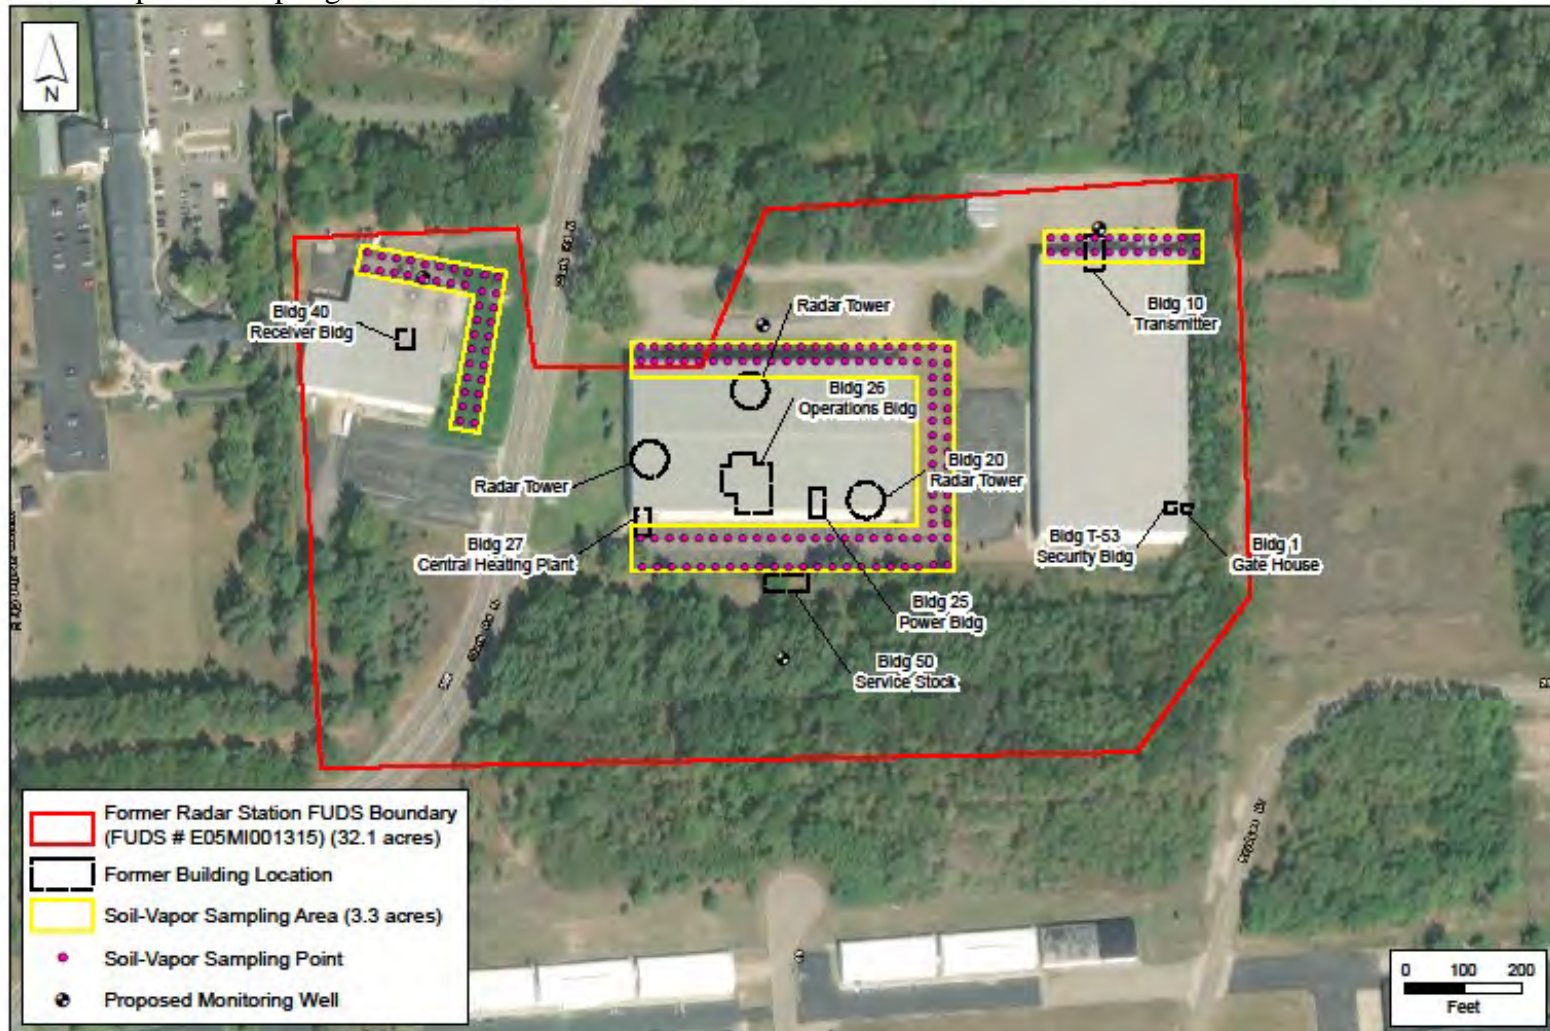 N
Bldg 40
Receiver Bldg
Radar Tower
Bldg 10
Transmitter
Bldg 26
Operations Bldg
Radar Tower
Bldg 20
Radar Tower
Bldg 27
Central Heating Plant
Bldg T-53
Security Bldg
Bldg 1
Gate House
Bldg 25
Power Bldg
Bldg 50
Service Stock
Former Radar Station FUDS Boundary
(FUDS # E05MI001315) (32.1 acres)
Former Building Location
Soil-Vapor Sampling Area (3.3 acres)
Soil-Vapor Sampling Point
Proposed Monitoring Well
0 100 200
Feet